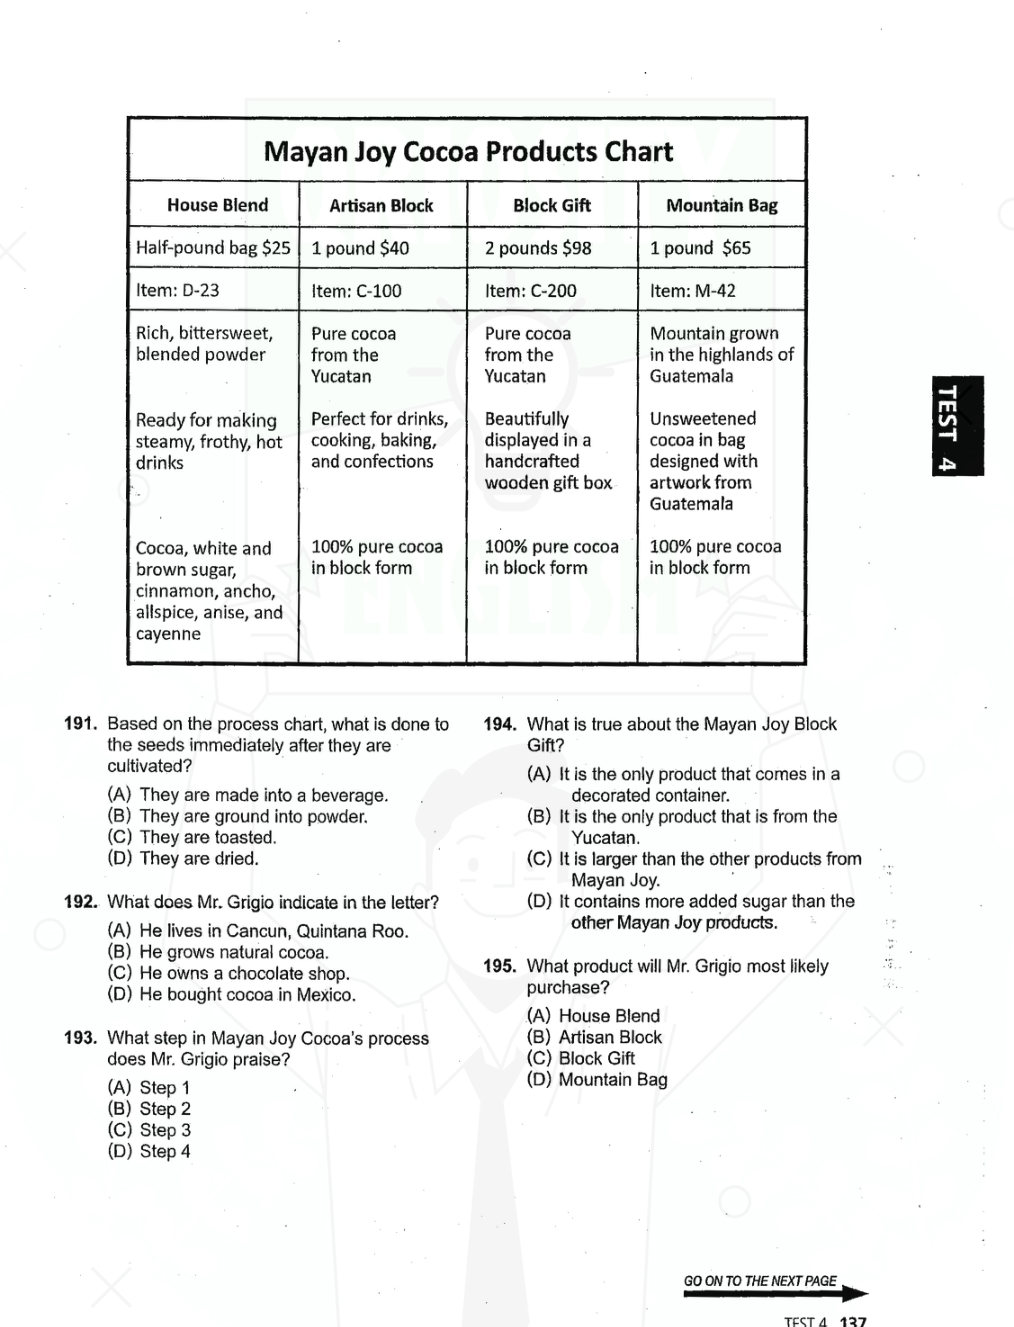 Mayan Joy Cocoa Products Chart
House Blend Artisan Block Block Gift Mountain Bag
Half-pound bag $25 1 pound $40 2 pounds $98 1 pound $65
Item: D-23 Item: C-100 Item: C-200 Item: M-42
Rich, bittersweet,
blended powder
Ready for making
steamy, frothy, hot
drinks
Cocoa, white and
brown sugar,
cinnamon, ancho,
allspice, anise, and
cayenne
Pure cocoa
from the
Yucatan
Perfect for drinks,
cooking, baking,
and confections
100% pure cocoa
in block form
Pure cocoa
from the
Yucatan
Beautifully
displayed in a
handcrafted
wooden gift box
100% pure cocoa
in block form
Mountain grown
in the highlands of
Guatemala
Unsweetened
cocoa in bag
designed with
artwork from
Guatemala
100% pure cocoa
in block form
TEST 4
191. Based on the process chart, what is done to
the seeds immediately after they are
cultivated?
(A) They are made into a beverage.
(B) They are ground into powder.
(C) They are toasted.
(D) They are dried.
192. What does Mr. Grigio indicate in the letter?
(A) He lives in Cancun, Quintana Roo.
(B) He grows natural cocoa.
(C) He owns a chocolate shop.
(D) He bought cocoa in Mexico.
193. What step in Mayan Joy Cocoa's process
does Mr. Grigio praise?
(A) Step 1
(B) Step 2
(C) Step 3
(D) Step 4
194. What is true about the Mayan Joy Block
Gift?
(A) It is the only product that comes in a
decorated container.
(B) It is the only product that is from the
Yucatan.
(C) It is larger than the other products from
Mayan Joy.
(D) It contains more added sugar than the
other Mayan Joy products.
195. What product will Mr. Grigio most likely
purchase?
(A) House Blend
(B) Artisan Block
(C) Block Gift
(D) Mountain Bag
GO ON TO THE NEXT PAGE
TEST 4 137
ENGLISH